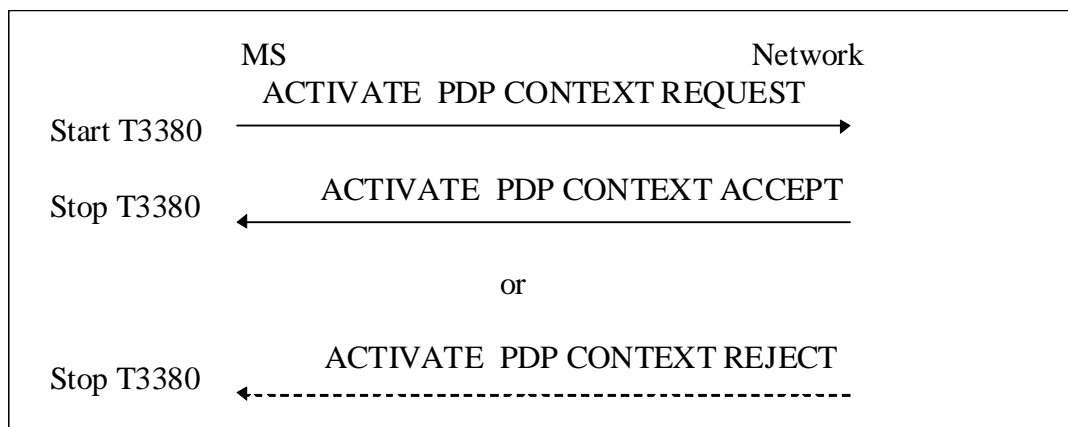 MS Network
ACTIVATE PDP CONTEXT REQUEST
Start T3380
ACTIVATE PDP CONTEXT ACCEPT
Stop T3380
or
ACTIVATE PDP CONTEXT REJECT
Stop T3380